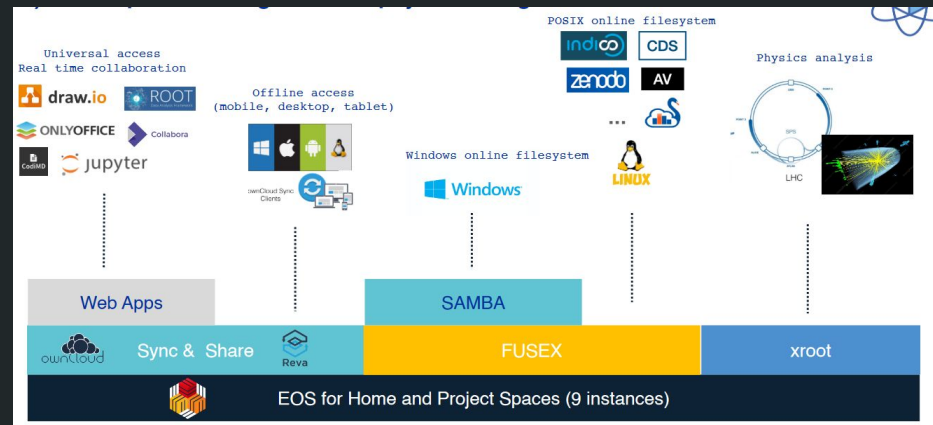 POSIX online filesystem
Universal access
Real time collaboration
Offline access
(mobile, desktop, tablet)
Physics analysis
indico
CDS
zenodo
AV
...
LINUX
draw.io
ROOT
ONLYOFFICE
Collabora
CodiMD
jupyter
ownCloud Sync
Clients
Windows online filesystem
Windows
SPS
LHC
Web Apps
SAMBA
ownCloud
Sync & Share
Reva
FUSEX
xroot
EOS for Home and Project Spaces (9 instances)